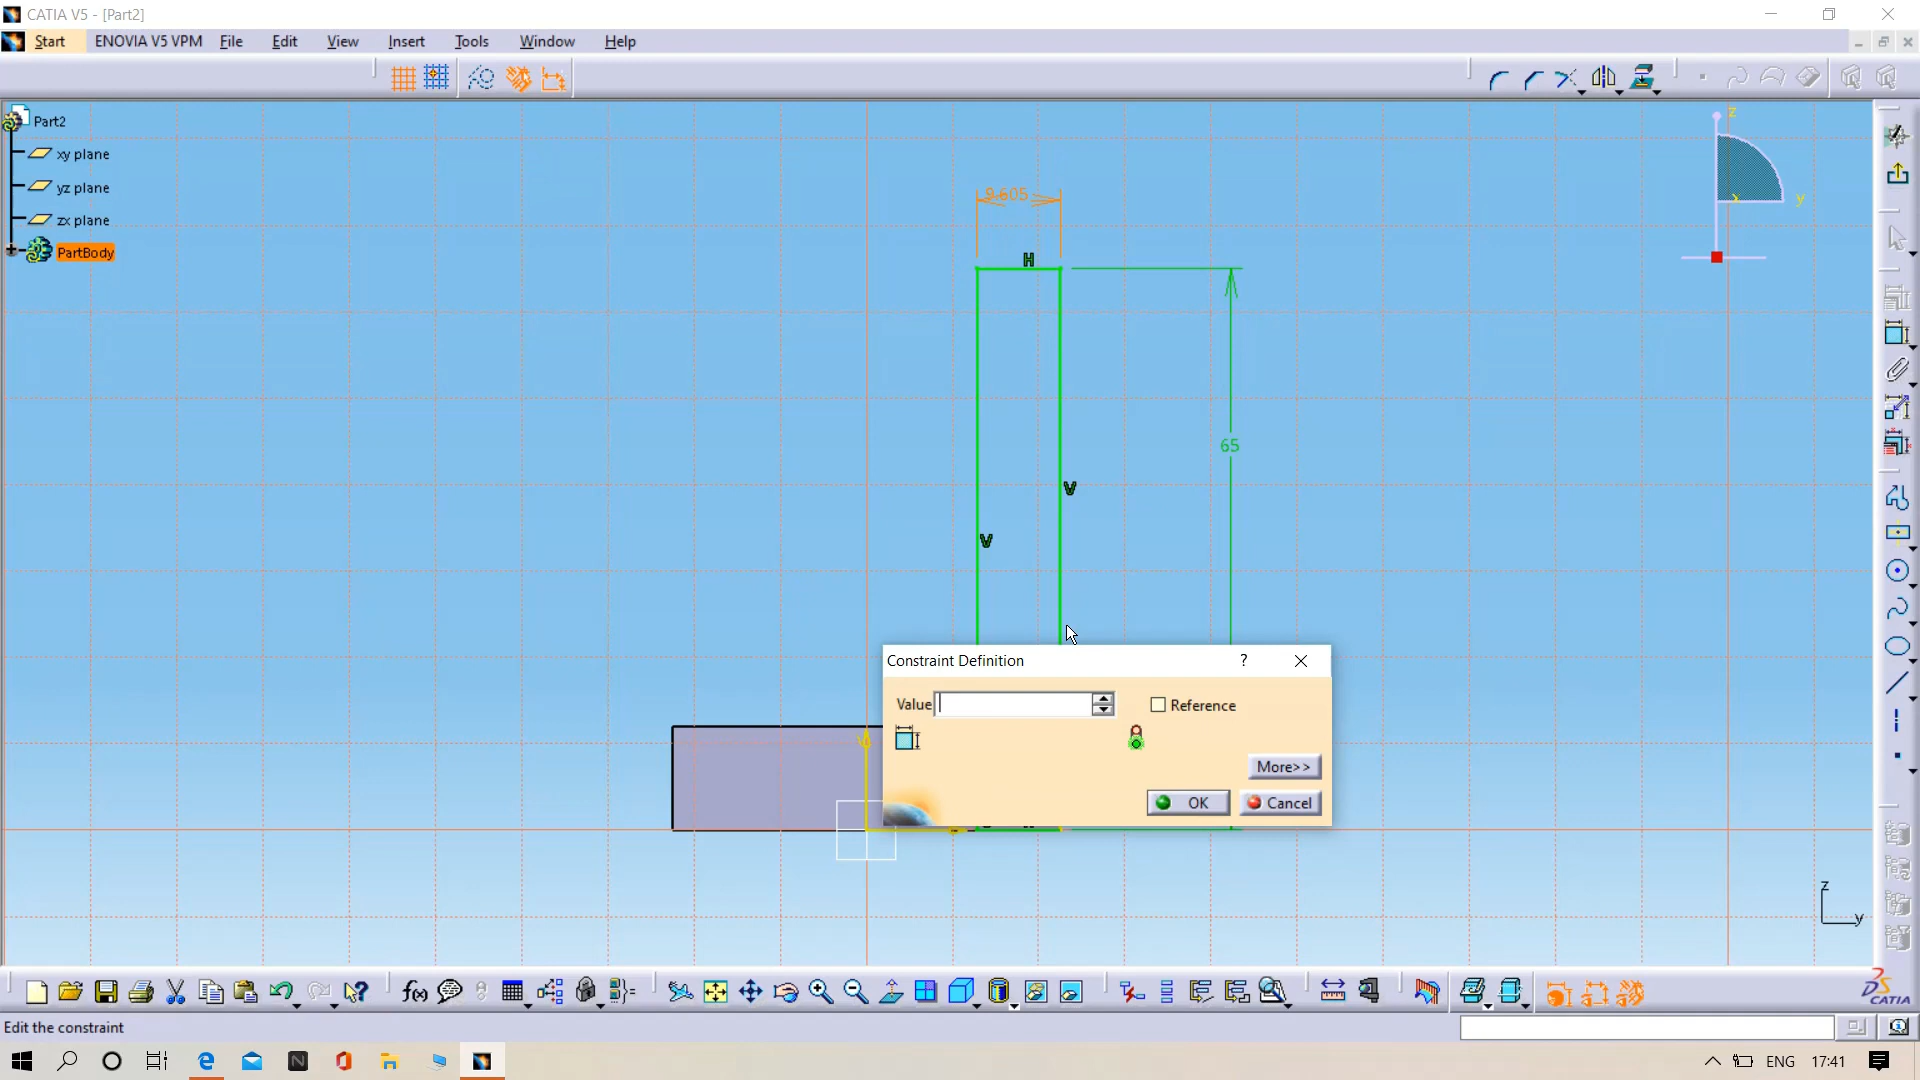 CATIA V5 - [Part2]
Start ENOVIA V5 VPM File Edit View Insert Tools Window Help
Part2
xy plane
yz plane
zx plane
PartBody
z
y
9.605
H
65
V
V
Constraint Definition ?
Value Reference
More>>
OK Cancel
z
y
f(x)
CATIA
Edit the constraint
ENG 17:41